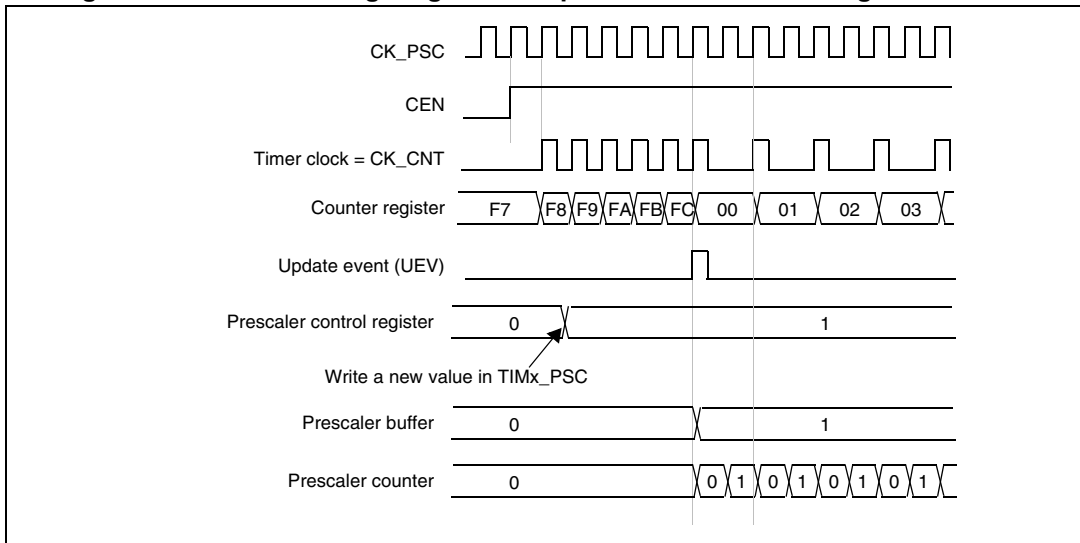 CK_PSC
CEN
Timer clock = CK_CNT
Counter register F7 F8 F9 FA FB FC 00 01 02 03
Update event (UEV)
Prescaler control register 0 1
Write a new value in TIMx_PSC
Prescaler buffer 0 1
Prescaler counter 0 0 1 0 1 0 1 0 1